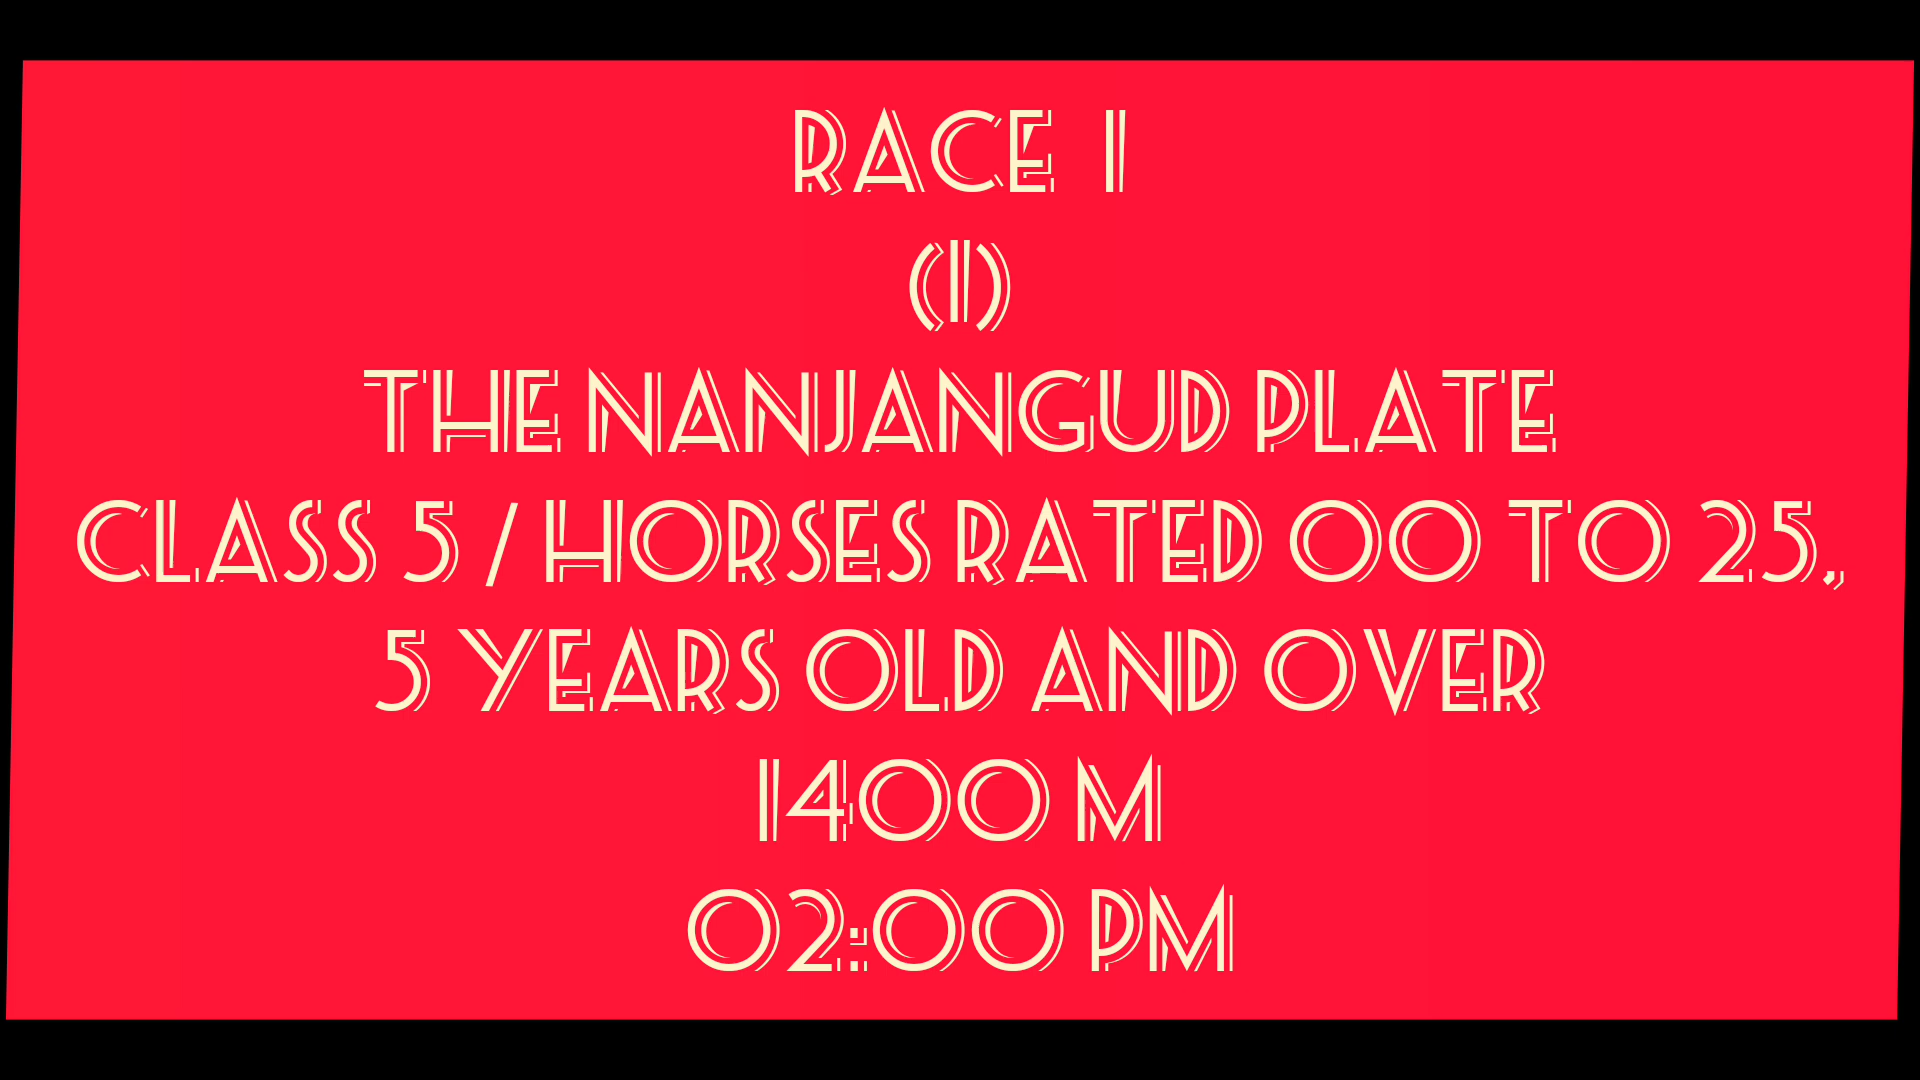 RACE 1
(1)
THE NANJANGUD PLATE
CLASS 5 / HORSES RATED 00 TO 25,
5 YEARS OLD AND OVER
1400 M
02:00 PM